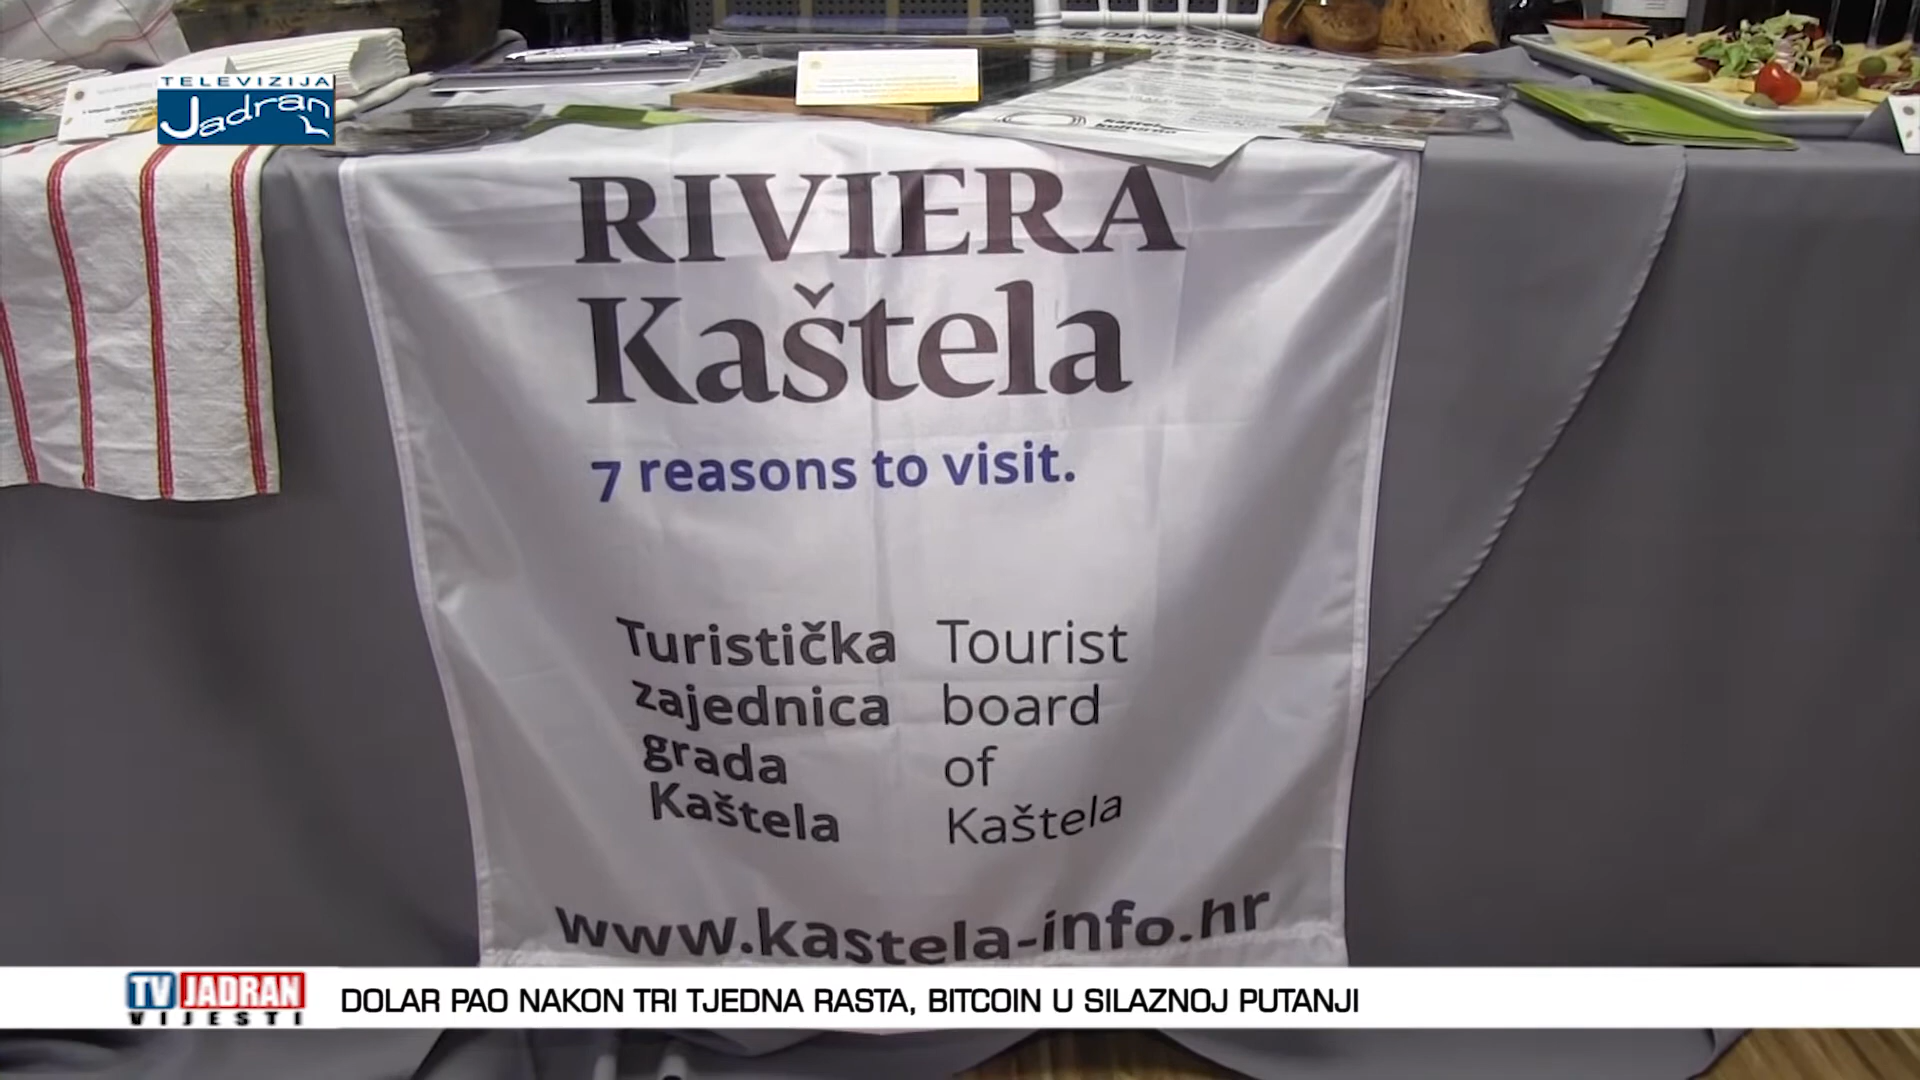 TELEVIZIJA
Jadran
RIVIERA
Kaštela
7 reasons to visit.
Turistička
zajednica
grada
Kaštela
Tourist
board
of
Kaštela
www.kastela-info.hr
TV JADRAN
VIJESTI
DOLAR PAO NAKON TRI TJEDNA RASTA, BITCOIN U SILAZNOJ PUTANJI